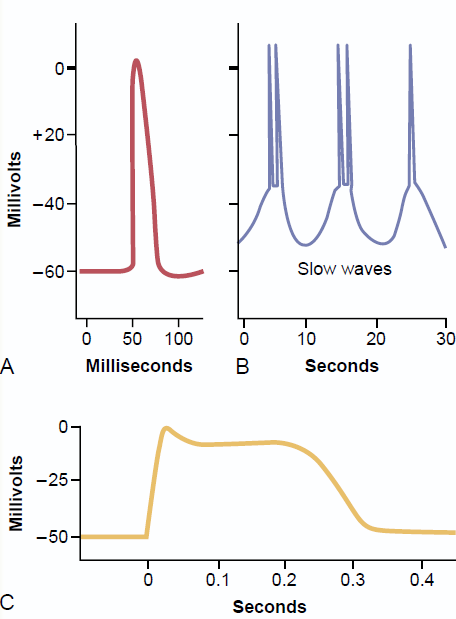 0
+20
−40
−60
Millivolts
0 50 100
Milliseconds
A
Slow waves
0 10 20 30
Seconds
B
0
−25
−50
Millivolts
0 0.1 0.2 0.3 0.4
Seconds
C